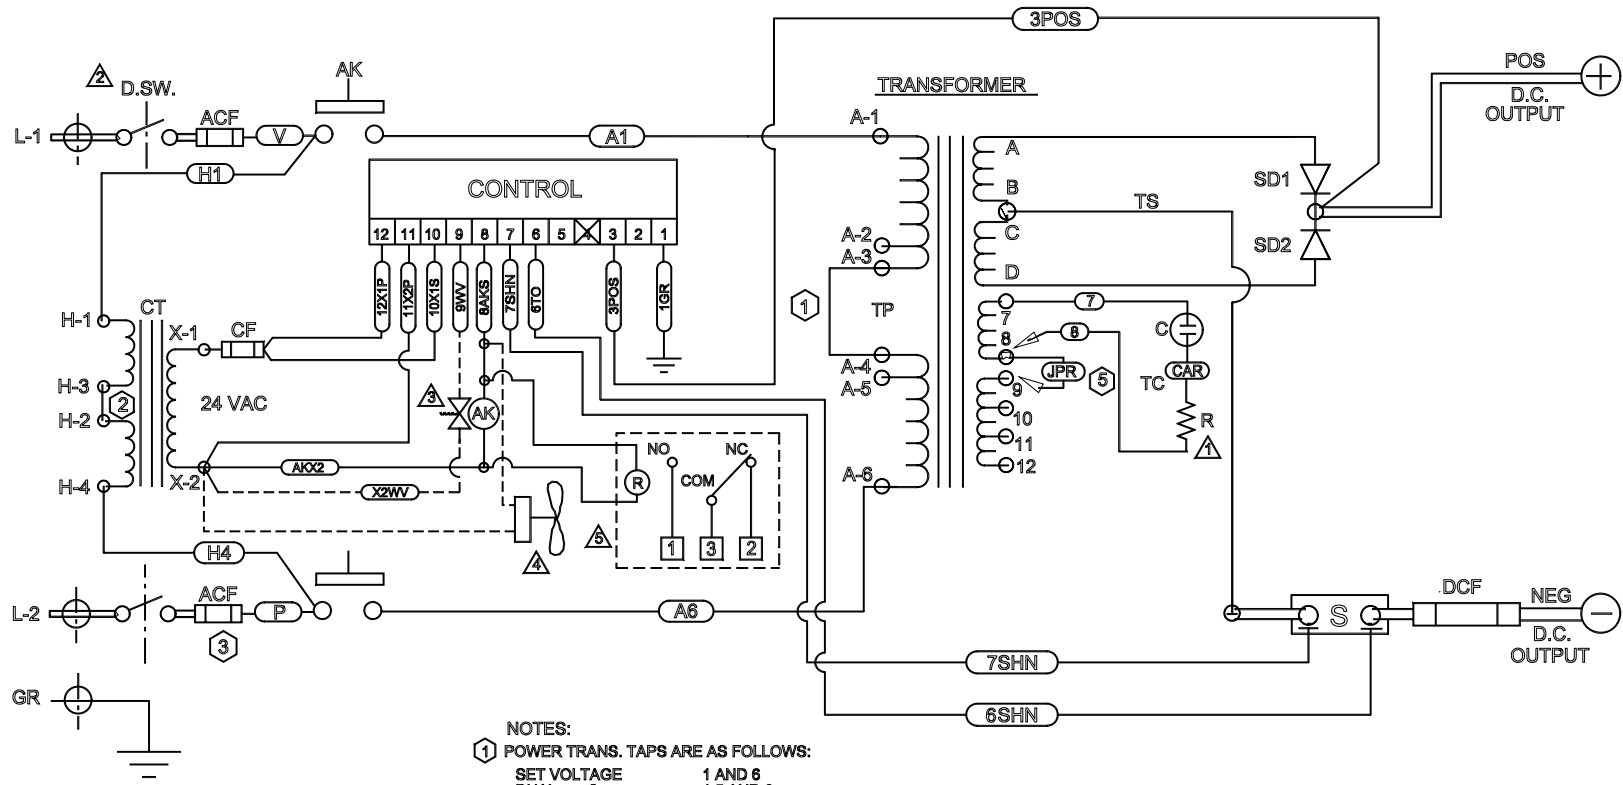 3POS
2
D.SW.
AK
TRANSFORMER
POS
D.C.
OUTPUT
L-1
ACF
V
A1
A-1
A
H1
CONTROL
B
SD1
TS
12 11 10 9 8 7 6 5 4 3 2 1
A-2
C
SD2
A-3
D
12X1P
11X2P
10X1S
9WV
8AKS
7SHN
6TO
3POS
1GR
1
TP
7
7
CT
H-1
X-1
CF
8
8
C
A-4
JPR
5
TC
CAR
H-3
A-5
9
2
24 VAC
3
AK
10
R
1
H-2
NO
NC
11
AKX2
COM
12
X-2
X2WV
R
A-6
H-4
5
1
3
2
H4
4
L-2
ACF
P
A6
S
DCF
NEG
D.C.
OUTPUT
3
7SHN
GR
6SHN
NOTES:
1 POWER TRANS. TAPS ARE AS FOLLOWS:
SET VOLTAGE 1 AND 6